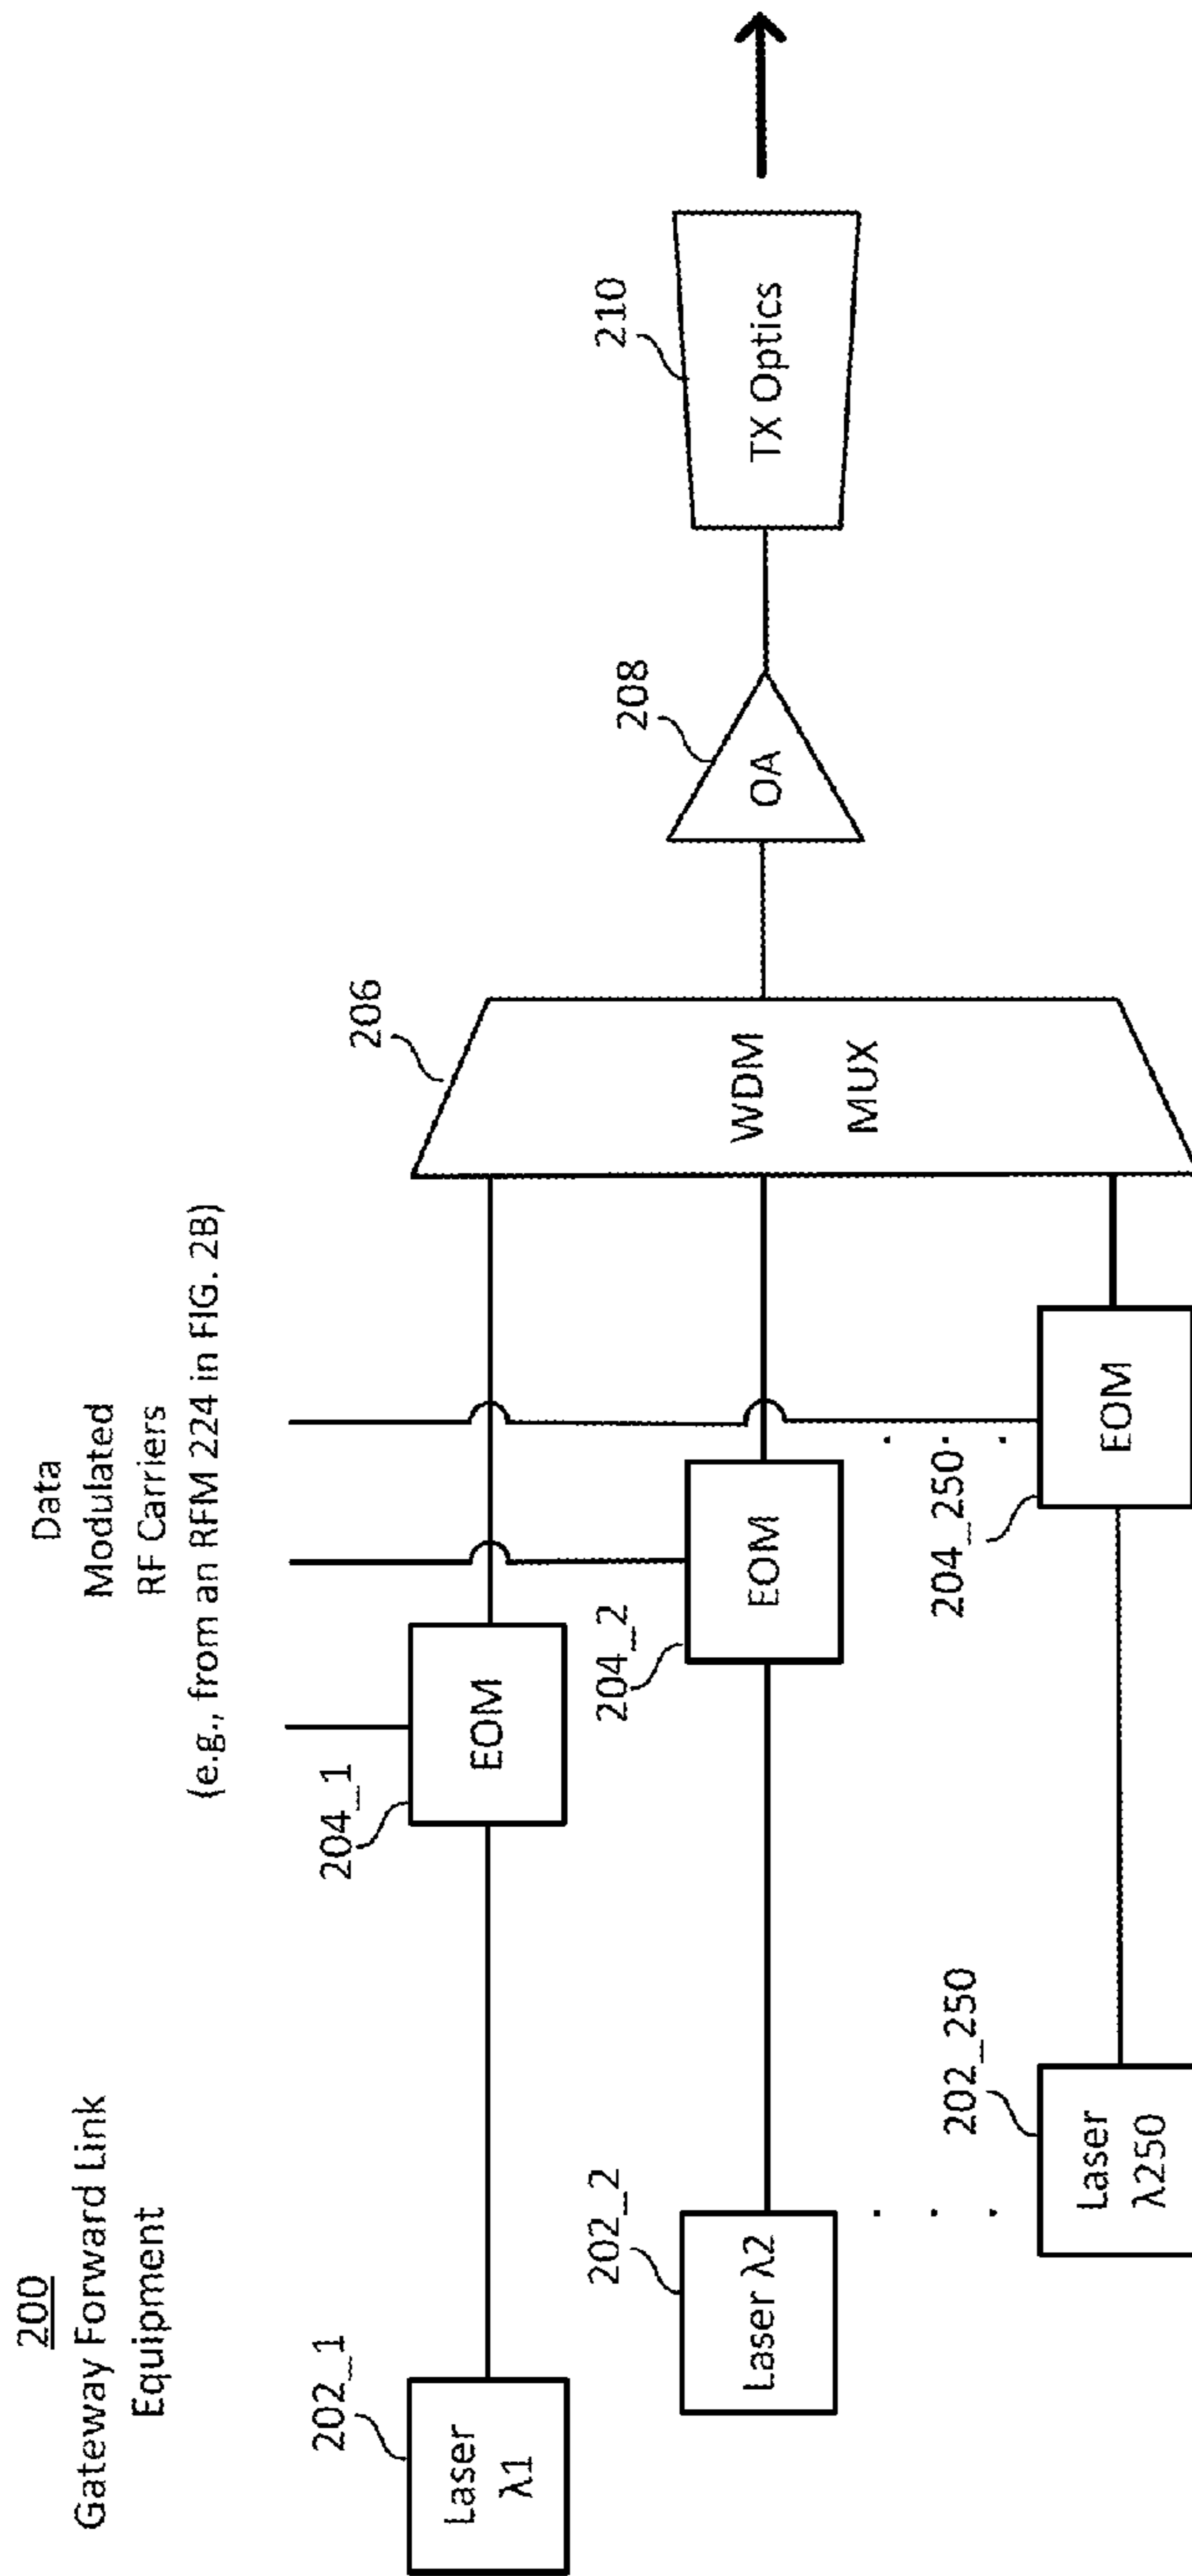 200
Gateway Forward Link
Equipment
Data
Modulated
RF Carriers
(e.g., from an RFM 224 in FIG. 2B)
202_1
Laser
λ1
204_1
EOM
206
WDM
MUX
208
OA
210
TX Optics
202_2
Laser λ2
204_2
EOM
202_250
Laser
λ250
204_250
EOM